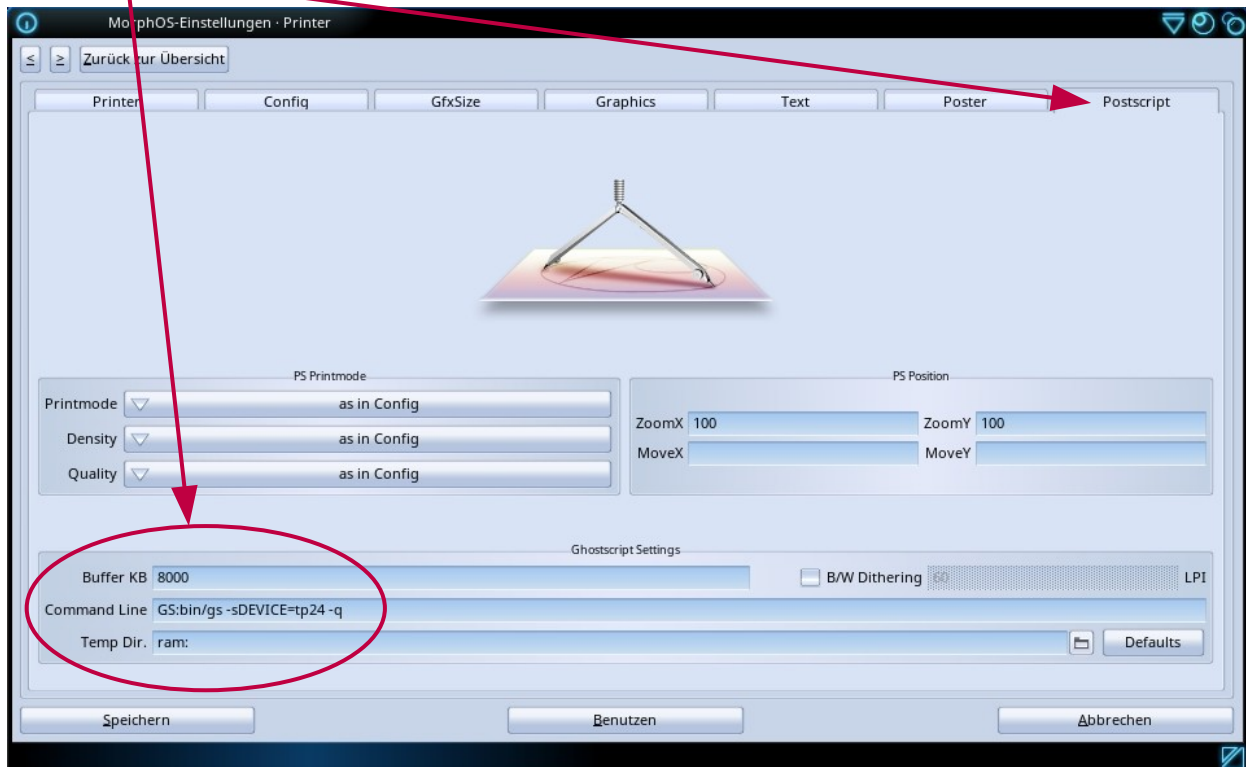 MorphOS-Einstellungen · Printer
≤ ≥ Zurück zur Übersicht
Printer Config GfxSize Graphics Text Poster Postscript
PS Printmode
Printmode as in Config
Density as in Config
Quality as in Config
PS Position
ZoomX 100 ZoomY 100
MoveX MoveY
Ghostscript Settings
Buffer KB 8000 B/W Dithering 60 LPI
Command Line GS:bin/gs -sDEVICE=tp24 -q
Temp Dir. ram: Defaults
Speichern Benutzen Abbrechen